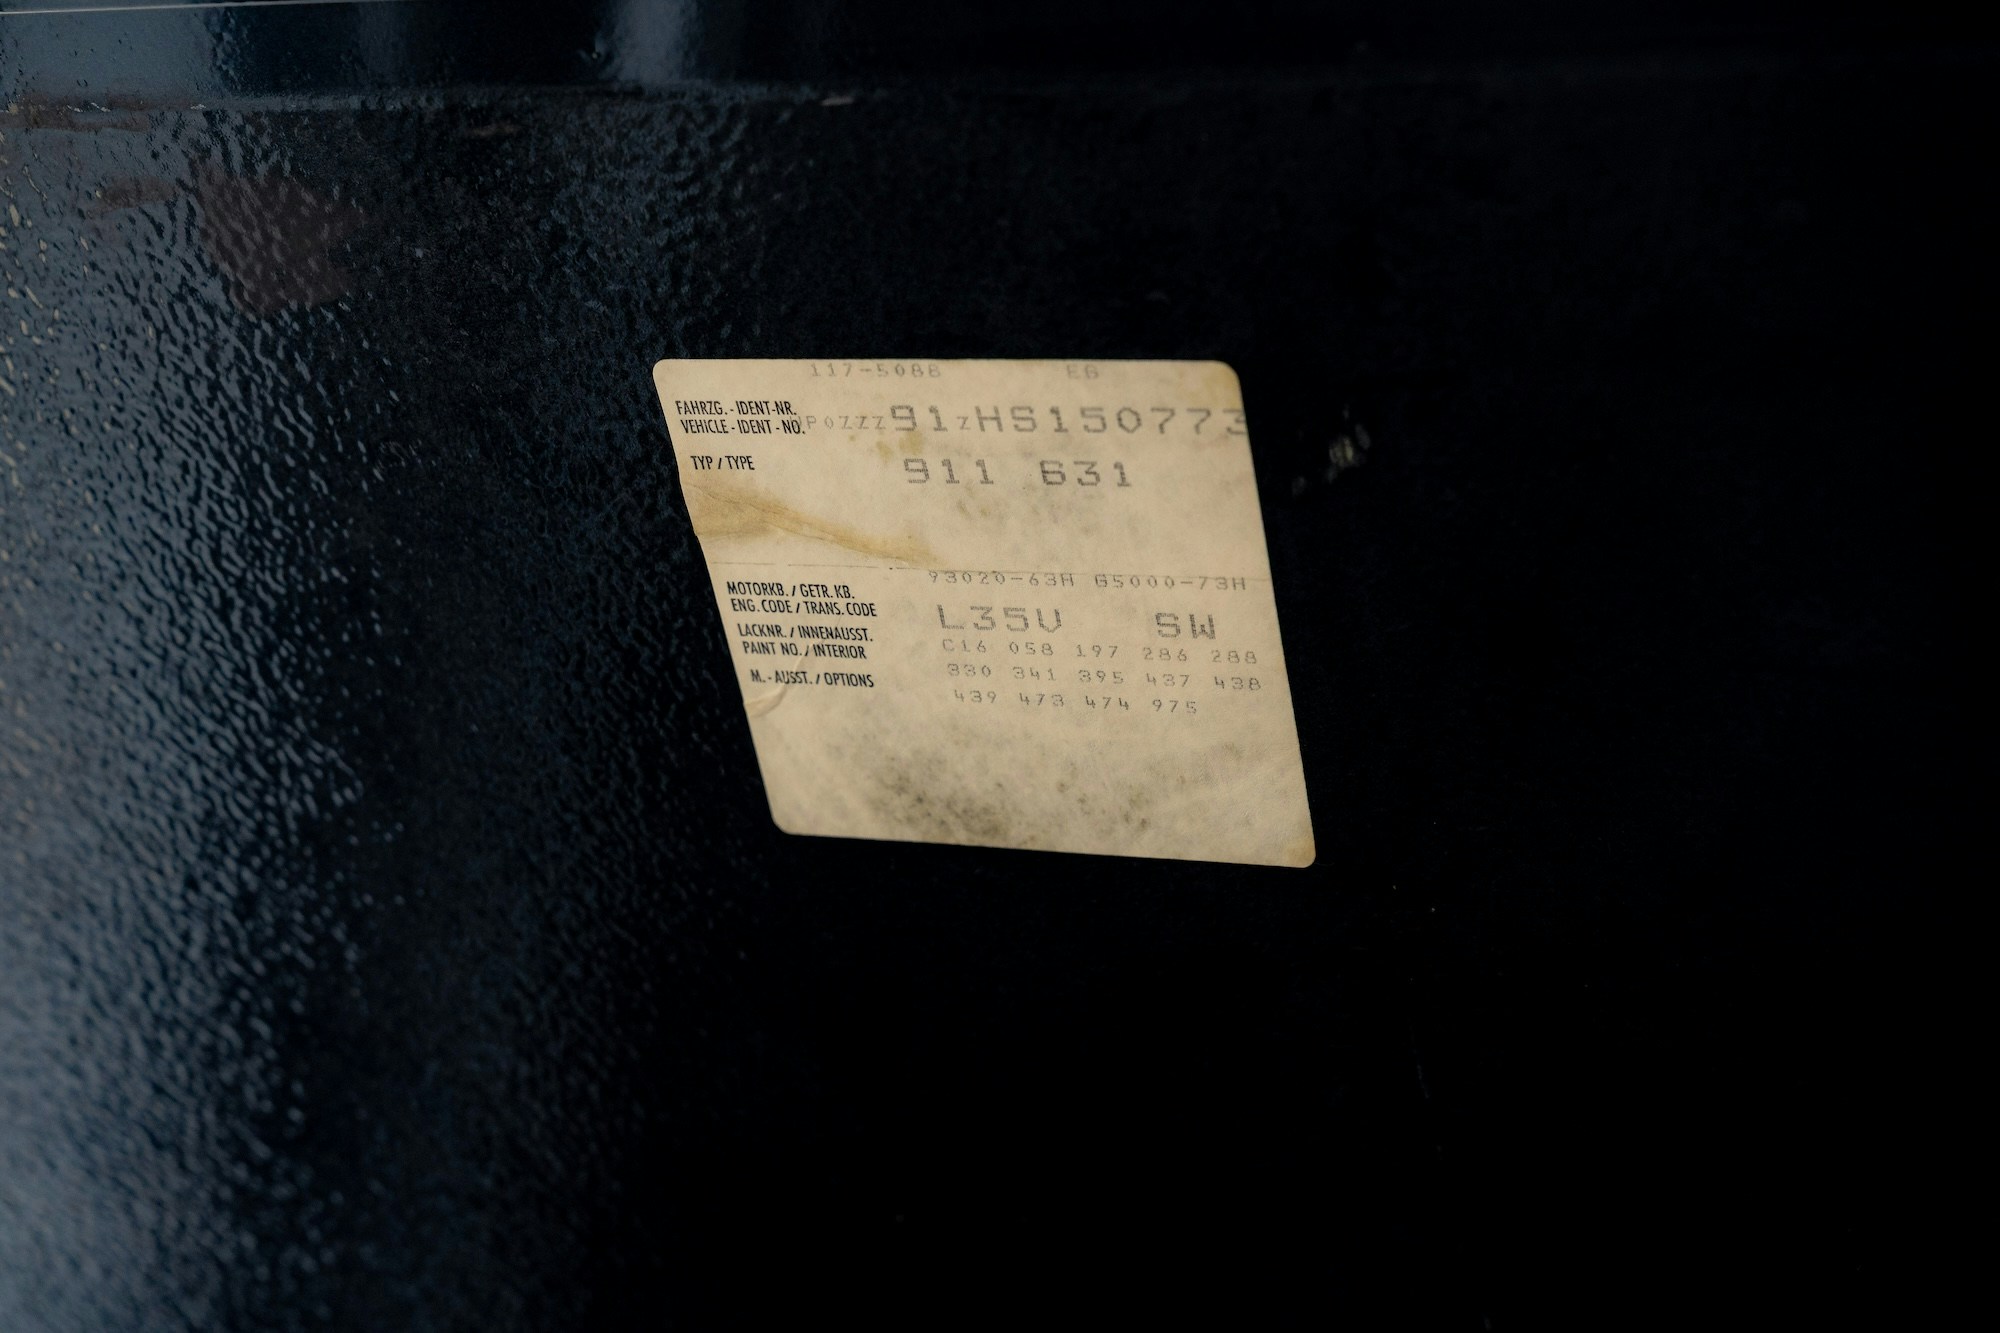 117-5088 EG
FAHRZG.-IDENT-NR.
VEHICLE-IDENT-NO. WP0ZZZ91ZHS150773
TYP / TYPE 911 631
93020-63H G5000-73H
MOTORKB. / GETR. KB.
ENG. CODE / TRANS. CODE
L35V SW
LACKNR. / INNENAUSST.
PAINT NO. / INTERIOR
C16 058 197 286 288
M.-AUSST. / OPTIONS 330 341 395 437 438
439 473 474 975